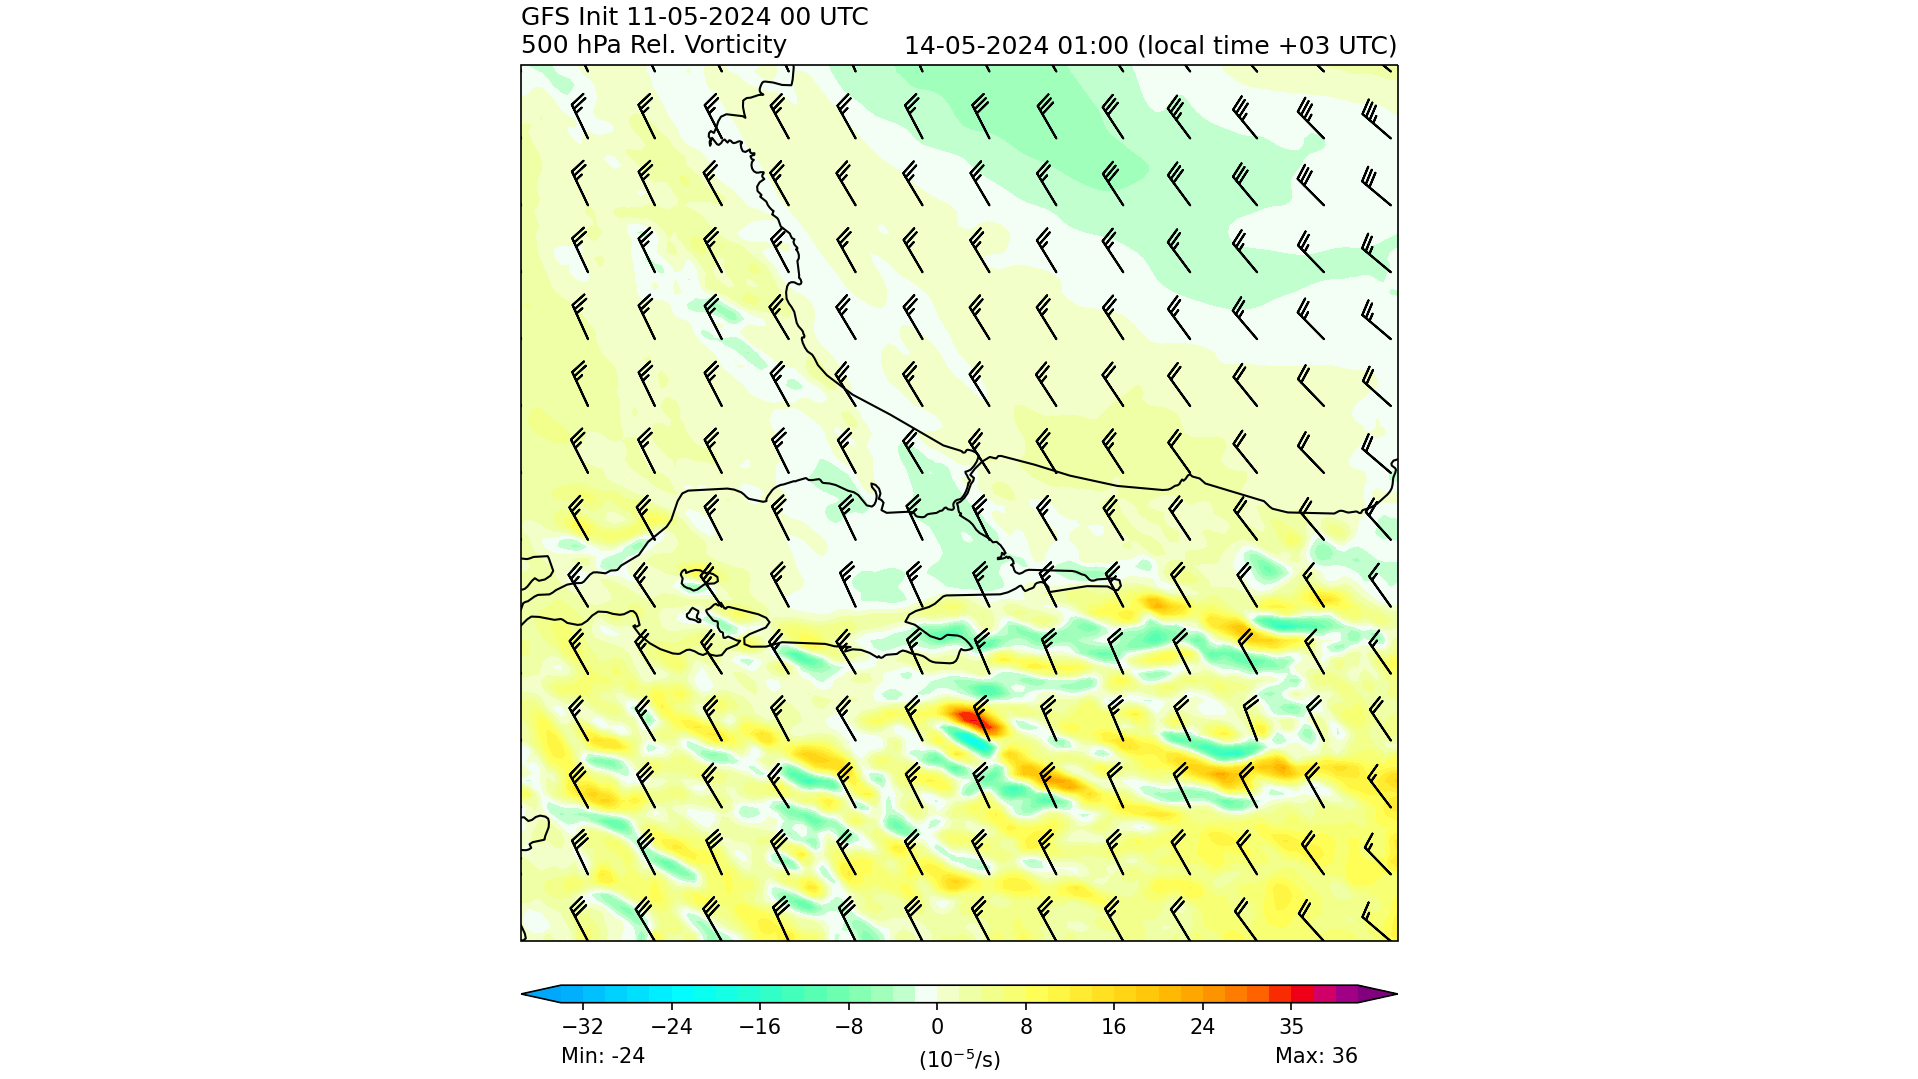 GFS Init 11-05-2024 00 UTC
500 hPa Rel. Vorticity
14-05-2024 01:00 (local time +03 UTC)
−32 −24 −16 −8 0 8 16 24 35
Min: -24
(10⁻⁵/s)
Max: 36